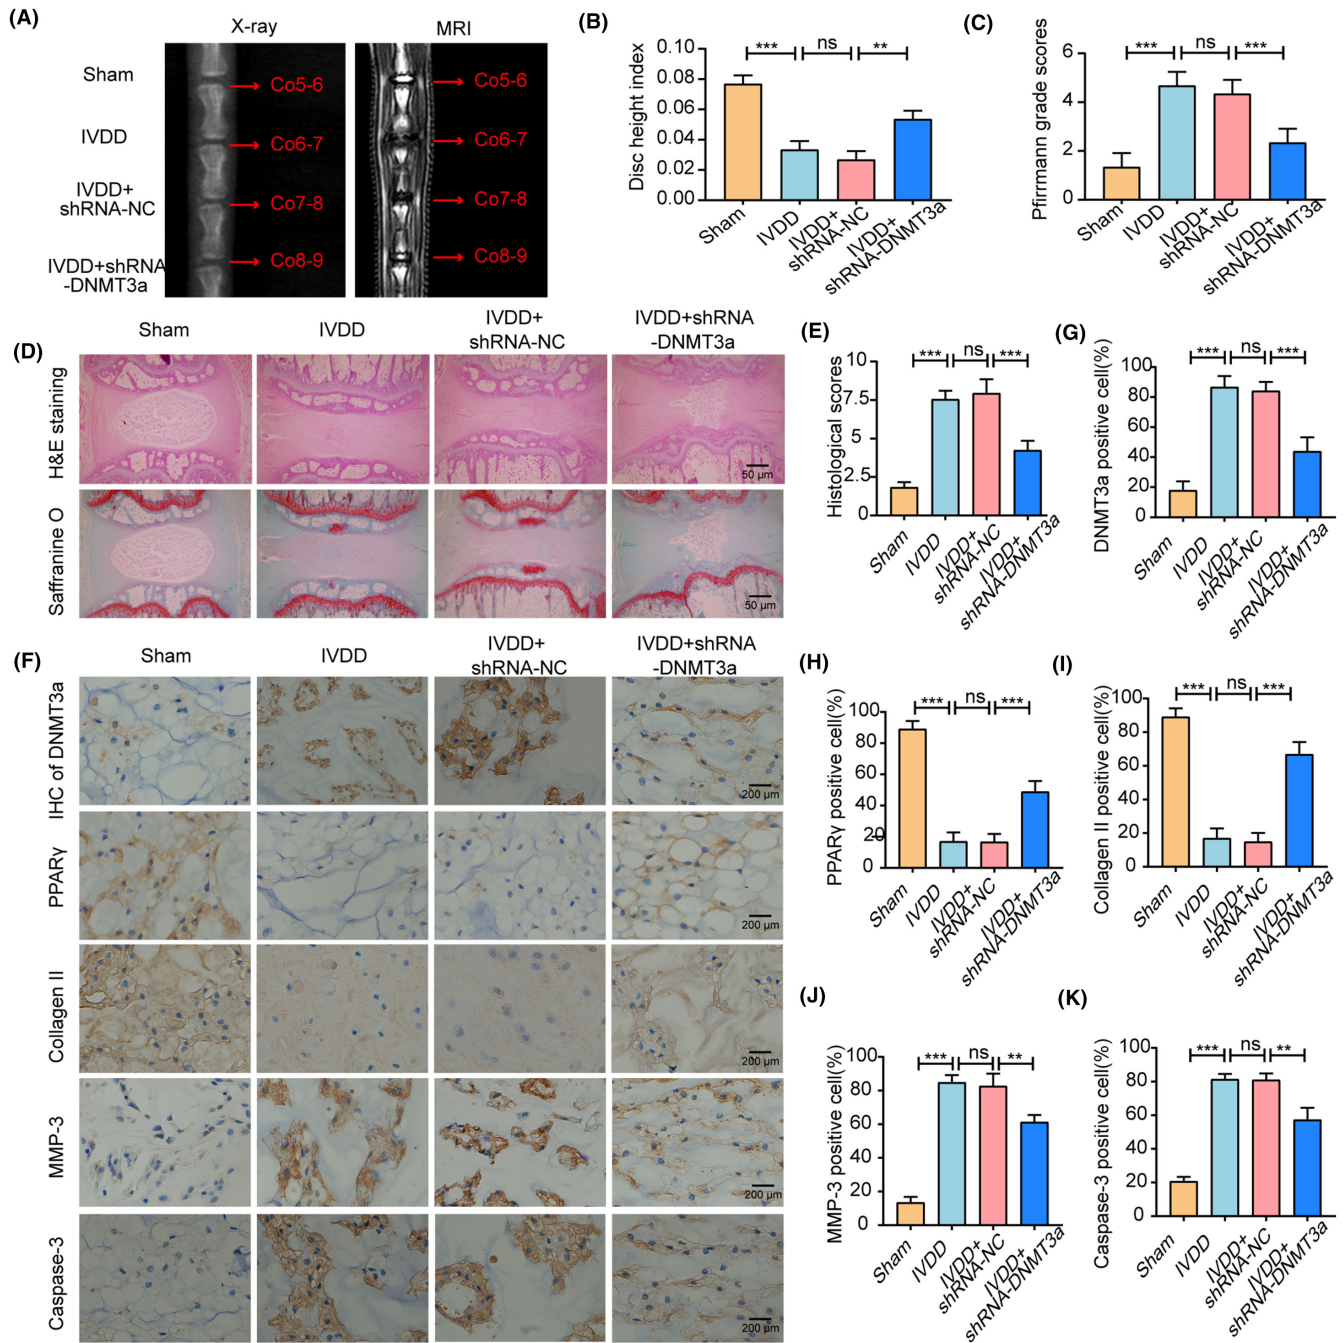 (A)
X-ray
MRI
Sham
IVDD
IVDD+
shRNA-NC
IVDD+shRNA
-DNMT3a
Co5-6
Co6-7
Co7-8
Co8-9
Co5-6
Co6-7
Co7-8
Co8-9
(B)
Disc height index
0.10
0.08
0.06
0.04
0.02
0.00
*** ns **
Sham
IVDD
IVDD+
shRNA-NC
IVDD+
shRNA-DNMT3a
(C)
Pfirrmann grade scores
6
4
2
0
*** ns ***
Sham
IVDD
IVDD+
shRNA-NC
IVDD+
shRNA-DNMT3a
(D)
Sham
IVDD
IVDD+
shRNA-NC
IVDD+shRNA
-DNMT3a
H&E staining
50 µm
Saffranine O
50 µm
(E)
Histological scores
10
7.5
5
2.5
0
*** ns ***
Sham
IVDD
IVDD+
shRNA-NC
IVDD+
shRNA-DNMT3a
(G)
DNMT3a positive cell(%)
100
80
60
40
20
0
*** ns ***
Sham
IVDD
IVDD+
shRNA-NC
IVDD+
shRNA-DNMT3a
(F)
Sham
IVDD
IVDD+
shRNA-NC
IVDD+shRNA
-DNMT3a
IHC of DNMT3a
200 µm
PPARγ
200 µm
Collagen II
200 µm
MMP-3
200 µm
Caspase-3
200 µm
(H)
PPARγ positive cell(%)
100
80
60
40
20
0
*** ns ***
Sham
IVDD
IVDD+
shRNA-NC
IVDD+
shRNA-DNMT3a
(I)
Collagen II positive cell(%)
100
80
60
40
20
0
*** ns ***
Sham
IVDD
IVDD+
shRNA-NC
IVDD+
shRNA-DNMT3a
(J)
MMP-3 positive cell(%)
100
80
60
40
20
0
*** ns **
Sham
IVDD
IVDD+
shRNA-NC
IVDD+
shRNA-DNMT3a
(K)
Caspase-3 positive cell(%)
100
80
60
40
20
0
*** ns **
Sham
IVDD
IVDD+
shRNA-NC
IVDD+
shRNA-DNMT3a